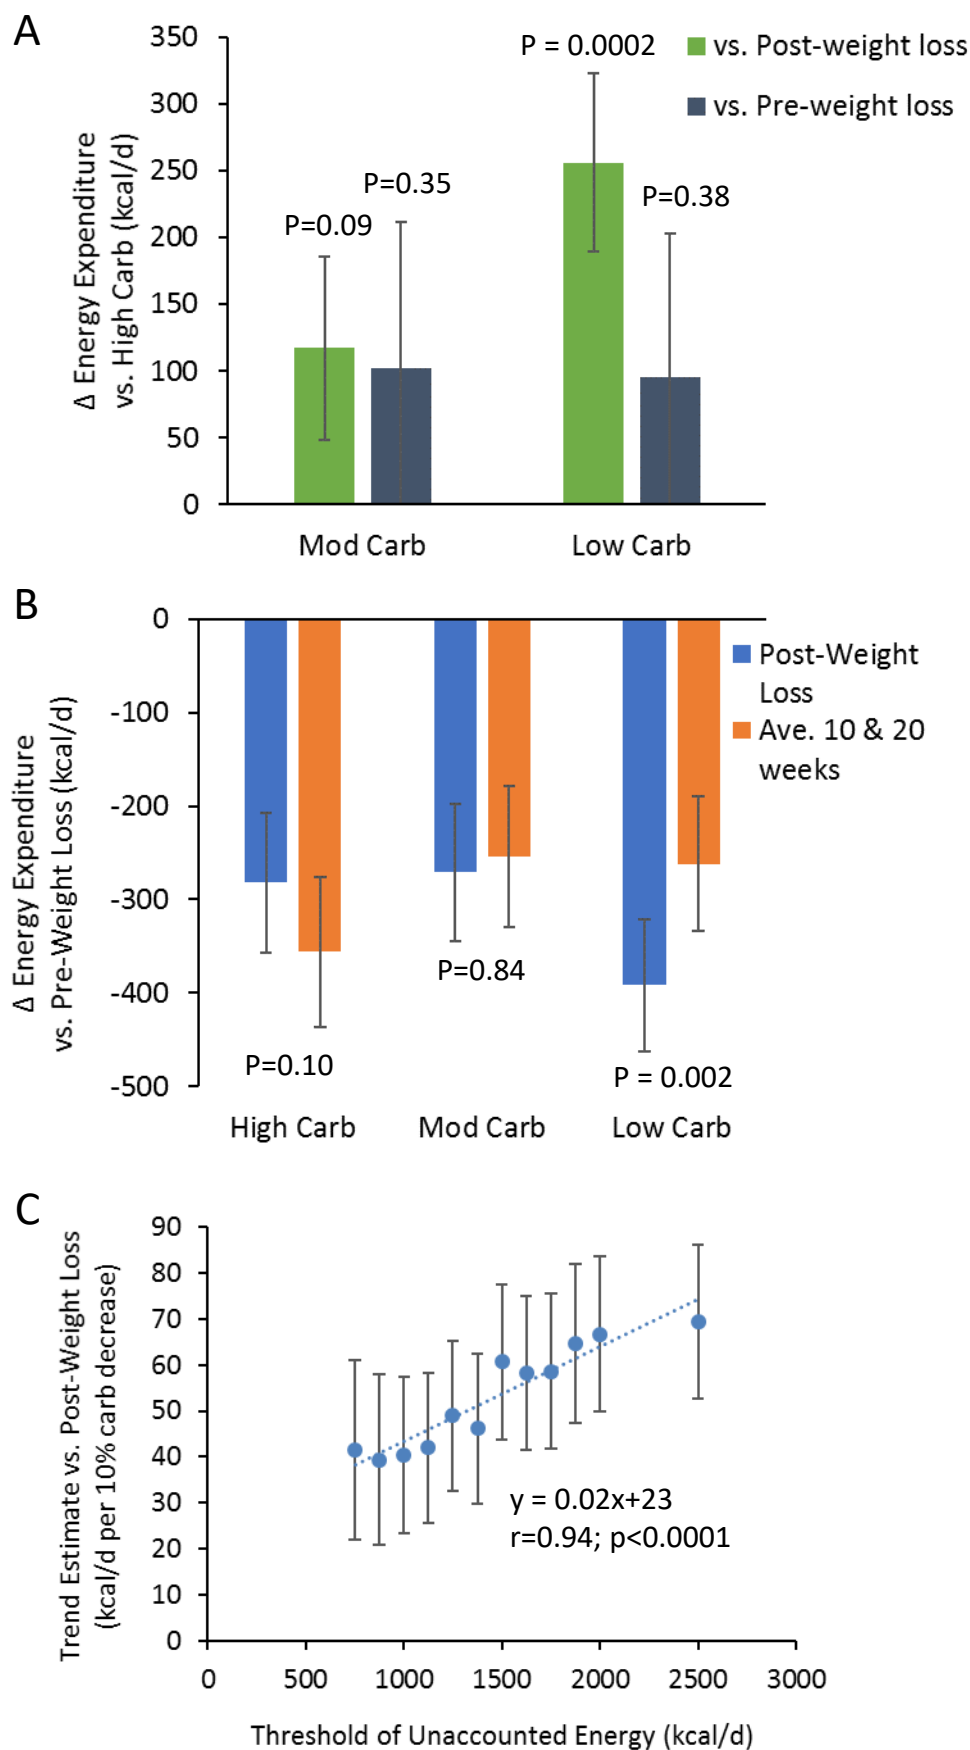 A
350
300
250
200
150
100
50
0
Δ Energy Expenditure
vs. High Carb (kcal/d)
P = 0.0002
P=0.35
P=0.09
P=0.38
vs. Post-weight loss
vs. Pre-weight loss
Mod Carb
Low Carb
B
0
-100
-200
-300
-400
-500
Δ Energy Expenditure
vs. Pre-Weight Loss (kcal/d)
Post-Weight
Loss
Ave. 10 & 20
weeks
P=0.84
P=0.10
P = 0.002
High Carb
Mod Carb
Low Carb
C
90
80
70
60
50
40
30
20
10
0
Trend Estimate vs. Post-Weight Loss
(kcal/d per 10% carb decrease)
y = 0.02x+23
r=0.94; p<0.0001
0
500
1000
1500
2000
2500
3000
Threshold of Unaccounted Energy (kcal/d)